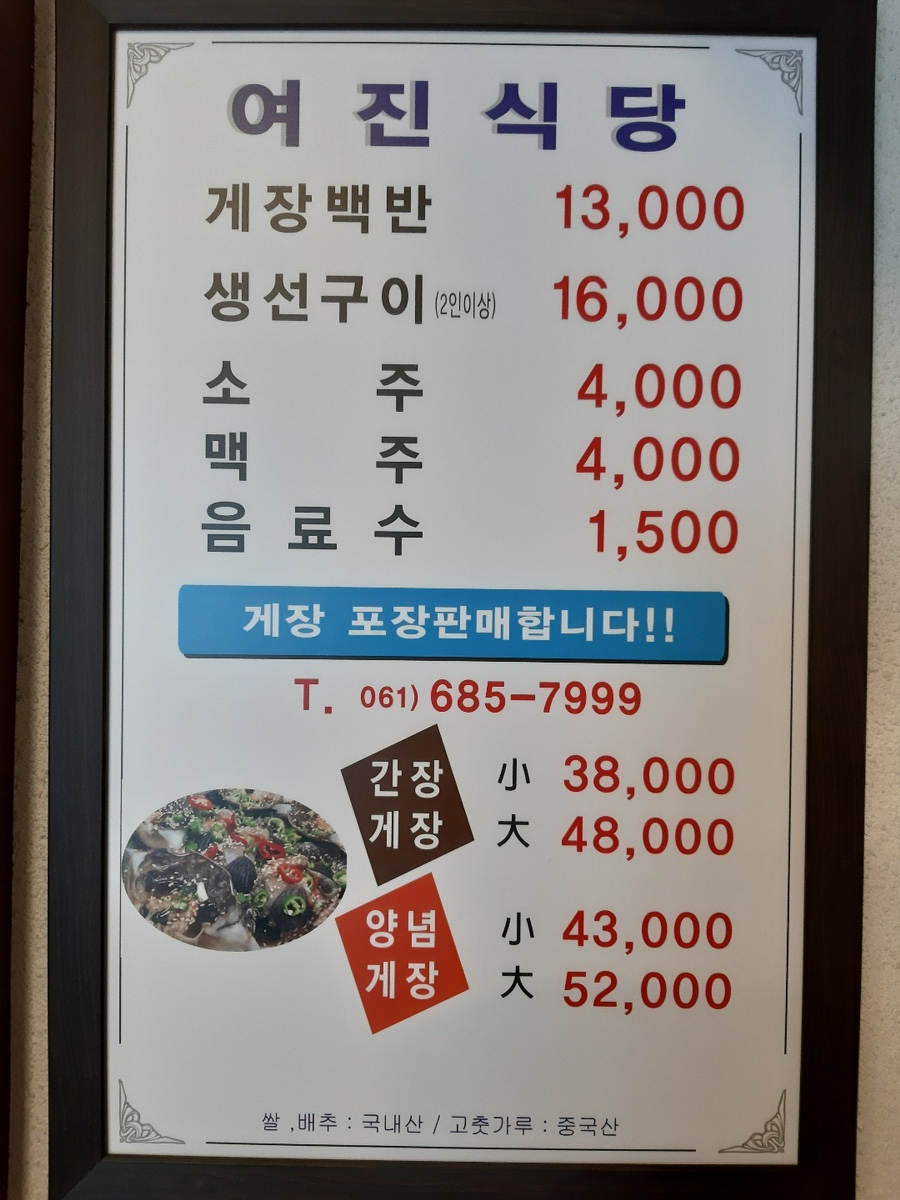 여진식당
게장백반 13,000
생선구이(2인이상) 16,000
소주 4,000
맥주 4,000
음료수 1,500
게장 포장판매합니다!!
T. 061) 685-7999
간장게장 小 38,000
大 48,000
양념게장 小 43,000
大 52,000
쌀 ,배추 : 국내산 / 고춧가루 : 중국산